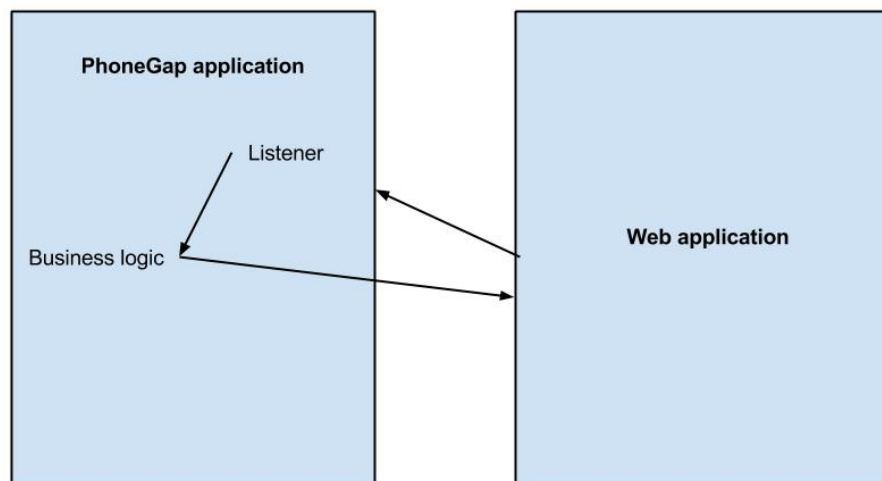 PhoneGap application
Listener
Business logic
Web application